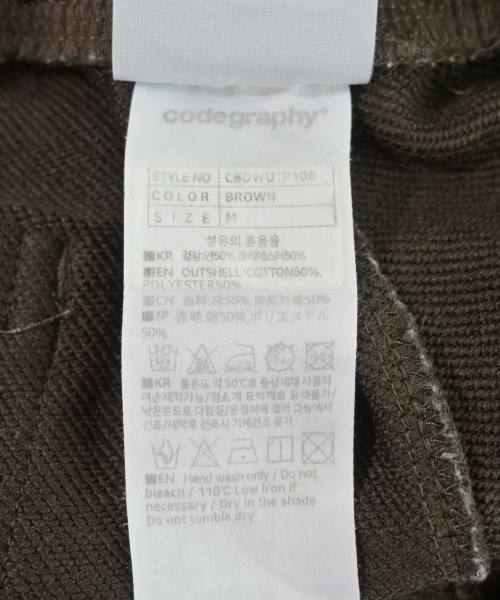 codegraphy®
STYLE NO CBDWUTP100
COLOR BROWN
SIZE M
섬유의 혼용율
KR 겉감:면50%,폴리에스터50%
EN OUTSHELL:COTTON50%,
POLYESTER50%
CN 面料:棉50%,聚酯纤维50%
JP 表地:綿50%,ポリエステル
50%
KR 물온도 약 30℃로 중성세제 사용하
여손세탁가능/염소계 표백제로 표백불가/
낮은온도로 다림질/옷걸이에 걸어 그늘에서
건조/세탁후 건조시 기계건조 불가
EN Hand wash only / Do not
bleach / 110℃ Low Iron if
necessary / Dry in the shade
Do not tumble dry